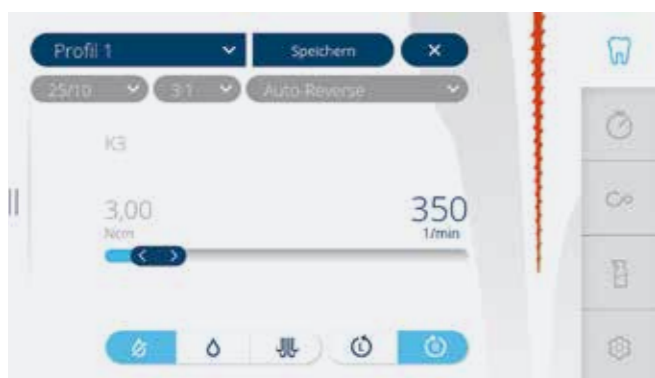 Profil 1 Speichern
25/10 3:1 Auto-Reverse
K3
3,00 350
Ncm 1/min